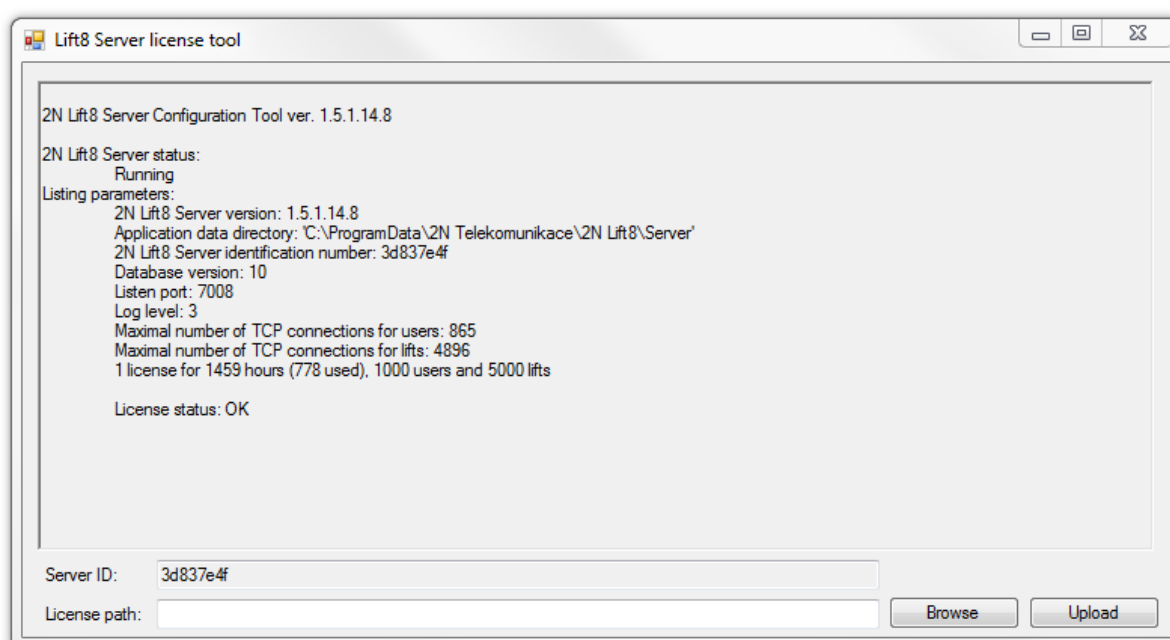 Lift8 Server license tool
2N Lift8 Server Configuration Tool ver. 1.5.1.14.8
2N Lift8 Server status:
Running
Listing parameters:
2N Lift8 Server version: 1.5.1.14.8
Application data directory: 'C:\ProgramData\2N Telekomunikace\2N Lift8\Server'
2N Lift8 Server identification number: 3d837e4f
Database version: 10
Listen port: 7008
Log level: 3
Maximal number of TCP connections for users: 865
Maximal number of TCP connections for lifts: 4896
1 license for 1459 hours (778 used), 1000 users and 5000 lifts
License status: OK
Server ID: 3d837e4f
License path: Browse Upload